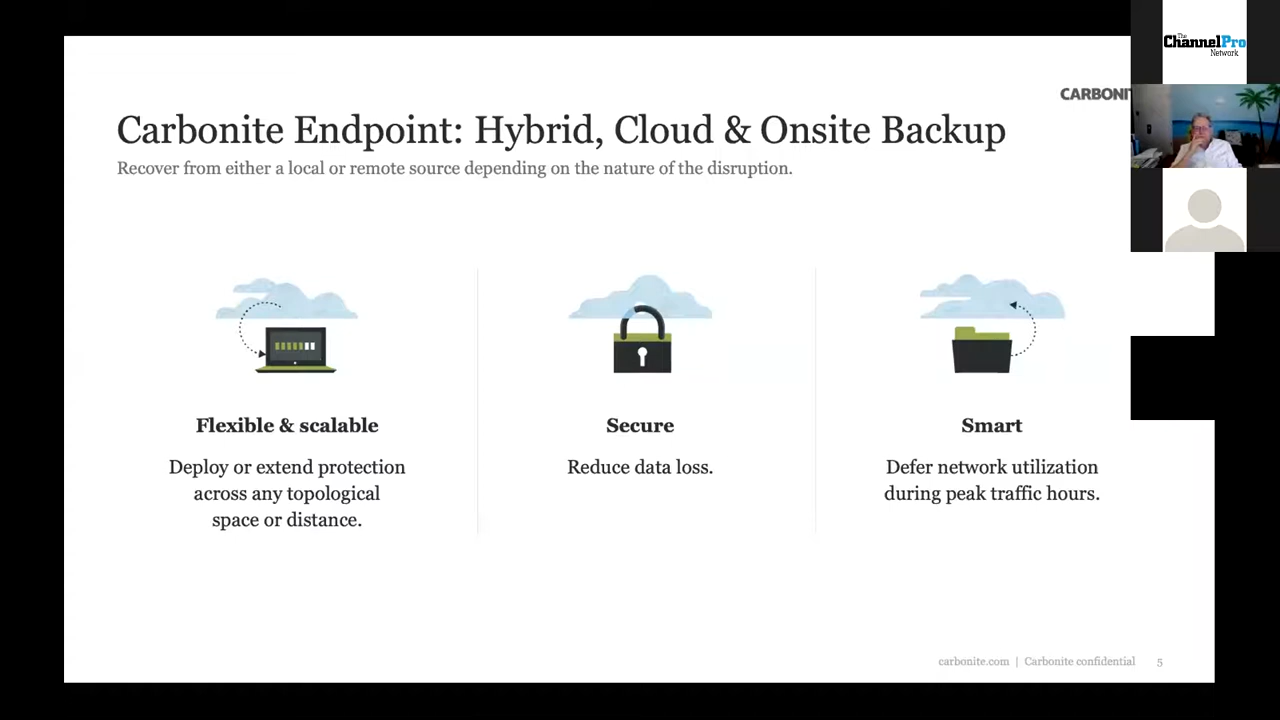 The
ChannelPro
Network
CARBONI
Carbonite Endpoint: Hybrid, Cloud & Onsite Backup
Recover from either a local or remote source depending on the nature of the disruption.
Flexible & scalable
Deploy or extend protection
across any topological
space or distance.
Secure
Reduce data loss.
Smart
Defer network utilization
during peak traffic hours.
carbonite.com | Carbonite confidential 5